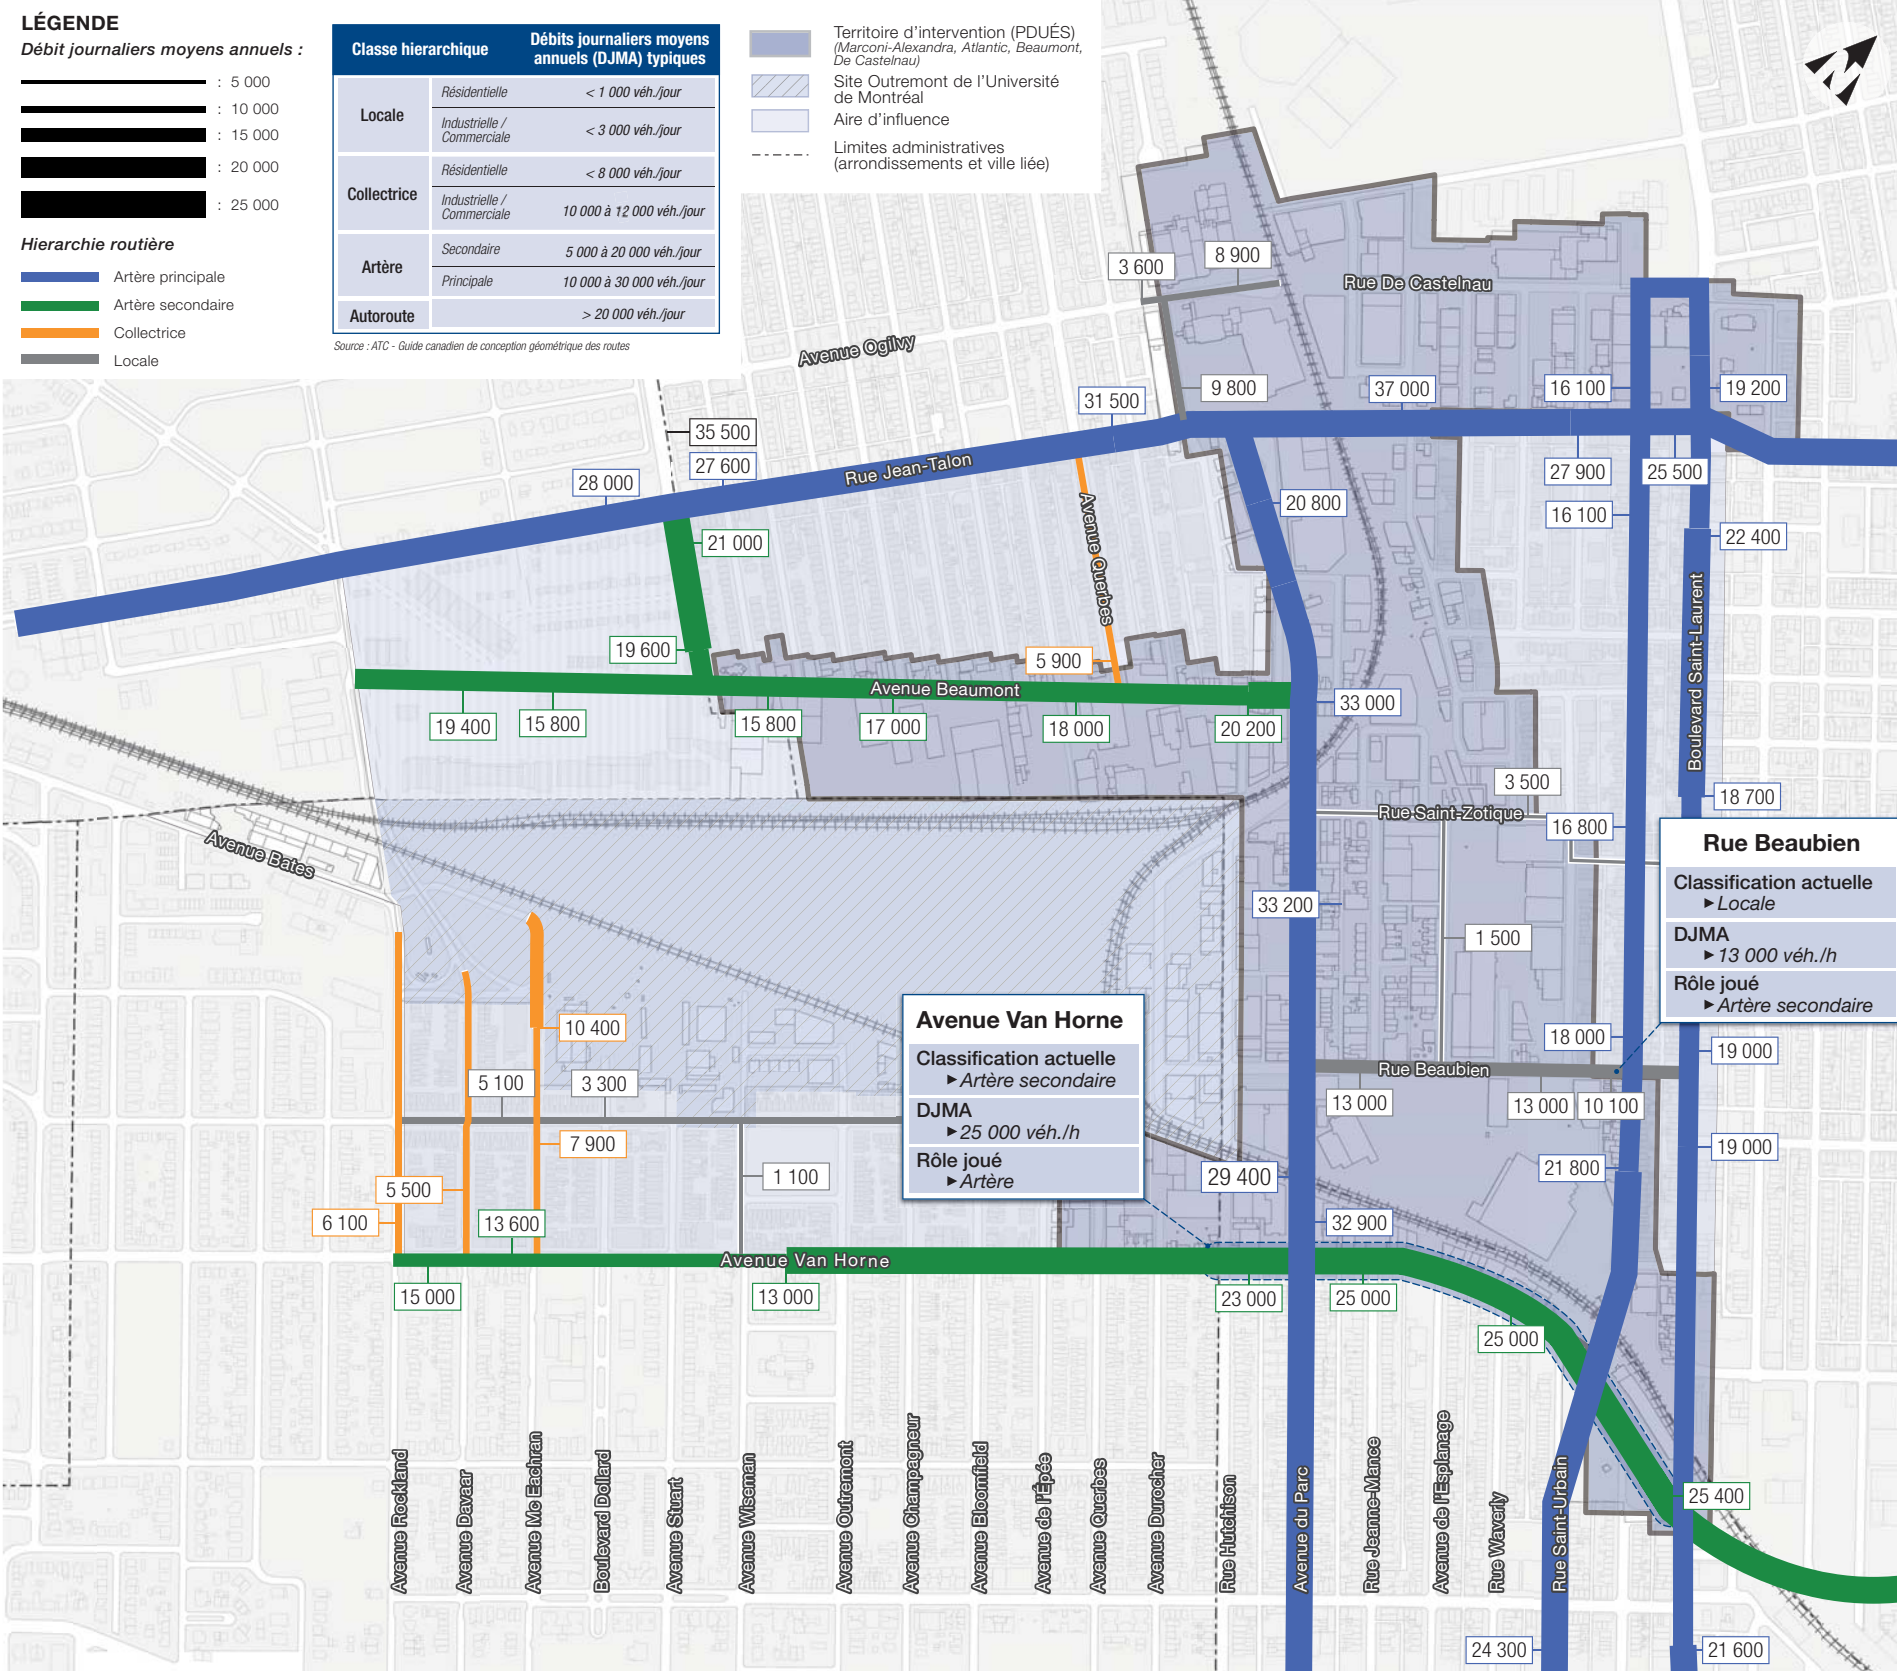 LÉGENDE
Débit journaliers moyens annuels :
: 5 000
: 10 000
: 15 000
: 20 000
: 25 000
Hierarchie routière
Artère principale
Artère secondaire
Collectrice
Locale
Classe hierarchique
Débits journaliers moyens
annuels (DJMA) typiques
Locale
Résidentielle
< 1 000 véh./jour
Industrielle /
Commerciale
< 3 000 véh./jour
Collectrice
Résidentielle
< 8 000 véh./jour
Industrielle /
Commerciale
10 000 à 12 000 véh./jour
Artère
Secondaire
5 000 à 20 000 véh./jour
Principale
10 000 à 30 000 véh./jour
Autoroute
> 20 000 véh./jour
Source : ATC - Guide canadien de conception géométrique des routes
Territoire d'intervention (PDUÉS)
(Marconi-Alexandra, Atlantic, Beaumont,
De Castelnau)
Site Outremont de l'Université
de Montréal
Aire d'influence
Limites administratives
(arrondissements et ville liée)
3 600
8 900
Rue De Castelnau
Avenue Ogilvy
9 800
37 000
16 100
19 200
31 500
35 500
27 600
28 000
Rue Jean-Talon
27 900
25 500
16 100
20 800
22 400
21 000
Avenue Querbes
19 600
5 900
Avenue Beaumont
Boulevard Saint-Laurent
33 000
19 400
15 800
15 800
17 000
18 000
20 200
3 500
18 700
Rue Saint-Zotique
16 800
Avenue Bates
Rue Beaubien
Classification actuelle
►Locale
DJMA
►13 000 véh./h
Rôle joué
►Artère secondaire
33 200
1 500
Avenue Van Horne
Classification actuelle
►Artère secondaire
DJMA
►25 000 véh./h
Rôle joué
►Artère
10 400
18 000
19 000
Rue Beaubien
5 100
3 300
13 000
13 000
10 100
7 900
19 000
1 100
29 400
21 800
5 500
6 100
13 600
32 900
Avenue Van Horne
15 000
13 000
23 000
25 000
25 000
25 400
Avenue Rockland
Avenue Davaar
Avenue Mc Eachran
Boulevard Dollard
Avenue Stuart
Avenue Wiseman
Avenue Outremont
Avenue Champagneur
Avenue Bloomfield
Avenue de l'Épée
Avenue Querbes
Avenue Durocher
Rue Hutchison
Avenue du Parc
Rue Jeanne-Mance
Avenue de l'Esplanage
Rue Waverly
Rue Saint-Urbain
24 300
21 600